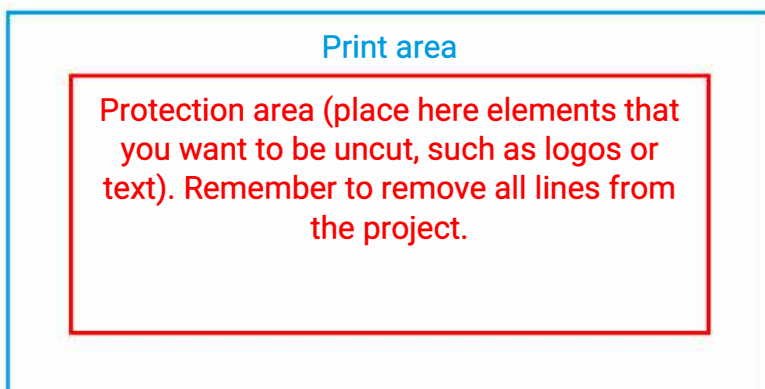 Print area
Protection area (place here elements that
you want to be uncut, such as logos or
text). Remember to remove all lines from
the project.